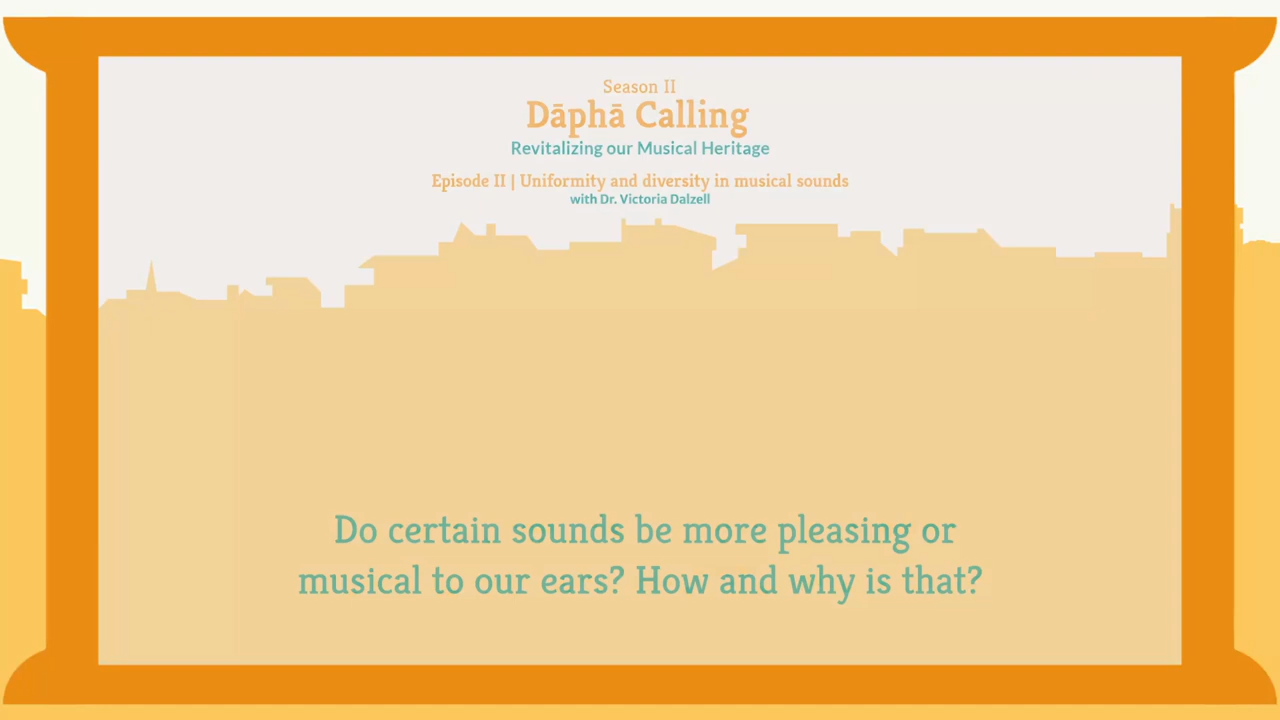 Season II
Dāphā Calling
Revitalizing our Musical Heritage
Episode II | Uniformity and diversity in musical sounds
with Dr. Victoria Dalzell
Do certain sounds be more pleasing or
musical to our ears? How and why is that?